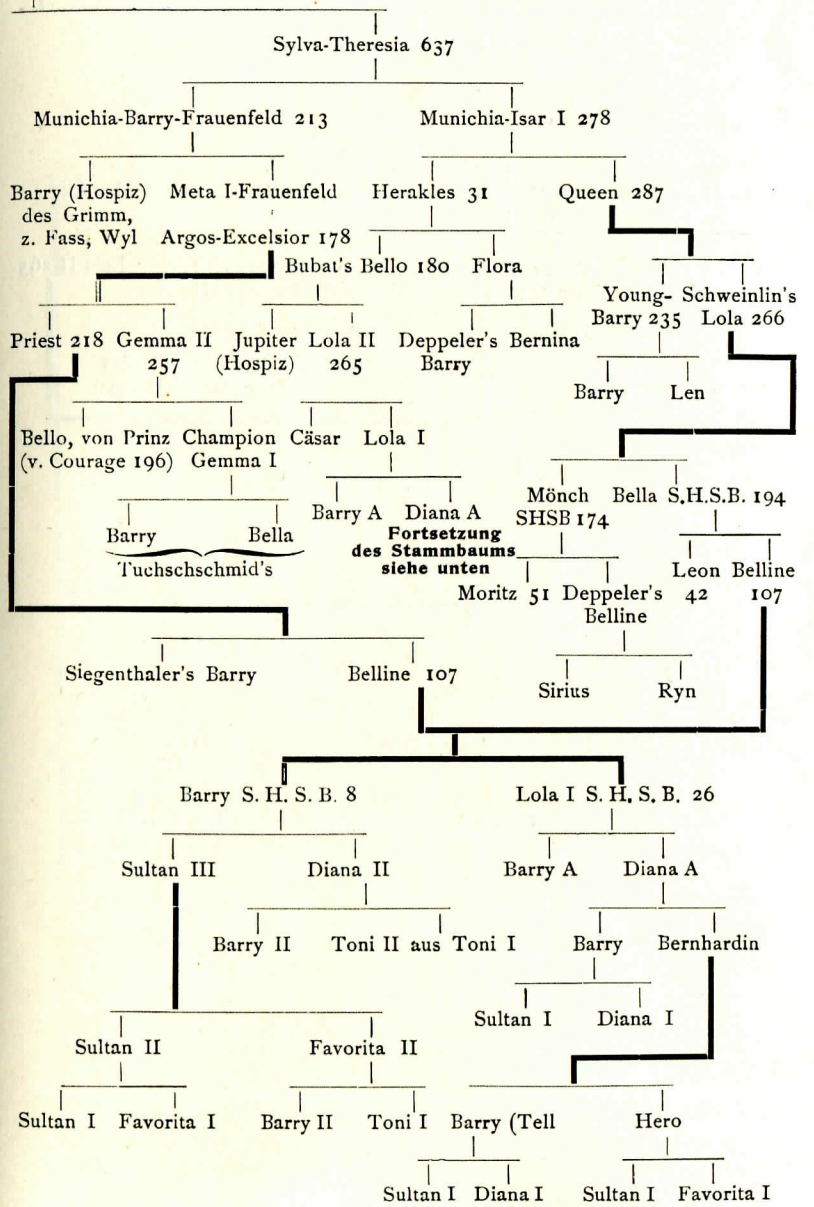 Sylva-Theresia 637
Munichia-Barry-Frauenfeld 213 Munichia-Isar I 278
Barry (Hospiz) Meta I-Frauenfeld Herakles 31 Queen 287
des Grimm,
z. Fass, Wyl Argos-Excelsior 178
Bubat's Bello 180 Flora
Young- Schweinlin's
Barry 235 Lola 266
Priest 218 Gemma II Jupiter Lola II Deppeler's Bernina
257 (Hospiz) 265 Barry
Barry Len
Bello, von Prinz Champion Cäsar Lola I
(v. Courage 196) Gemma I
Mönch Bella S.H.S.B. 194
SHSB 174
Barry A Diana A
Barry Bella
Tuchschschmid's
Fortsetzung
des Stammbaums
siehe unten
Leon Belline
42 107
Moritz 51 Deppeler's
Belline
Siegenthaler's Barry Belline 107
Sirius Ryn
Barry S. H. S. B. 8 Lola I S. H. S. B. 26
Sultan III Diana II Barry A Diana A
Barry II Toni II aus Toni I Barry Bernhardin
Sultan I Diana I
Sultan II Favorita II
Sultan I Favorita I Barry II Toni I Barry (Tell Hero
Sultan I Diana I Sultan I Favorita I